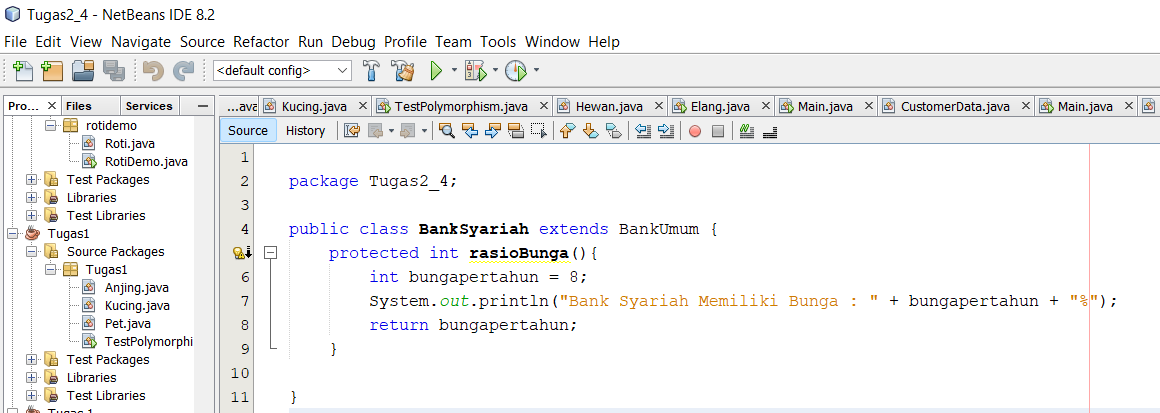 Tugas2_4 - NetBeans IDE 8.2
File Edit View Navigate Source Refactor Run Debug Profile Team Tools Window Help
<default config>
Pro... Files Services
...ava Kucing.java TestPolymorphism.java Hewan.java Elang.java Main.java CustomerData.java Main.java
Source History
rotidemo
Roti.java
RotiDemo.java
Test Packages
Libraries
Test Libraries
Tugas1
Source Packages
Tugas1
Anjing.java
Kucing.java
Pet.java
TestPolymorphi
Test Packages
Libraries
Test Libraries
1
2 package Tugas2_4;
3
4 public class BankSyariah extends BankUmum {
protected int rasioBunga(){
6 int bungapertahun = 8;
7 System.out.println("Bank Syariah Memiliki Bunga : " + bungapertahun + "%");
8 return bungapertahun;
9 }
10
11 }